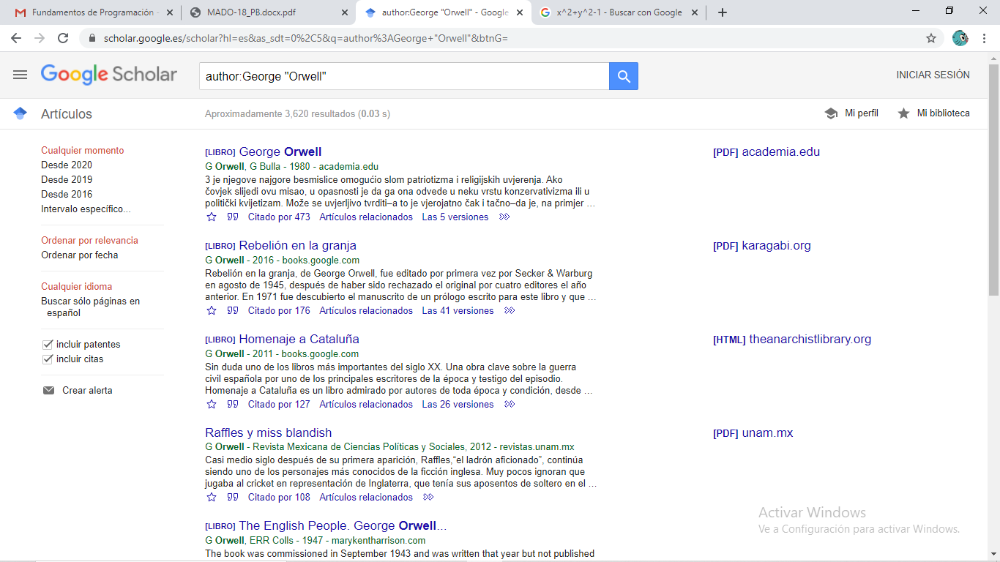 Fundamentos de Programación -
MADO-18_PB.docx.pdf
author:George "Orwell" - Google
x^2+y^2-1 - Buscar con Google
scholar.google.es/scholar?hl=es&as_sdt=0%2C5&q=author%3AGeorge+"Orwell"&btnG=
Google Scholar
author:George "Orwell"
INICIAR SESIÓN
Artículos
Aproximadamente 3,620 resultados (0.03 s)
Mi perfil
Mi biblioteca
Cualquier momento
Desde 2020
Desde 2019
Desde 2016
Intervalo específico...
Ordenar por relevancia
Ordenar por fecha
Cualquier idioma
Buscar sólo páginas en
español
incluir patentes
incluir citas
Crear alerta
[LIBRO] George Orwell
G Orwell, G Bulla - 1980 - academia.edu
3 je njegove najgore besmislice omogućio slom patriotizma i religijskih uvjerenja. Ako
čovjek slijedi ovu misao, u opasnosti je da ga ona odvede u neku vrstu konzervativizma ili u
politički kvijetizam. Može se uvjerljivo tvrditi–a to je vjerojatno čak i tačno–da je, na primjer ...
Citado por 473 Artículos relacionados Las 5 versiones
[PDF] academia.edu
[LIBRO] Rebelión en la granja
G Orwell - 2016 - books.google.com
Rebelión en la granja, de George Orwell, fue editado por primera vez por Secker & Warburg
en agosto de 1945, después de haber sido rechazado el original por cuatro editores el año
anterior. En 1971 fue descubierto el manuscrito de un prólogo escrito para este libro y que ...
Citado por 176 Artículos relacionados Las 41 versiones
[PDF] karagabi.org
[LIBRO] Homenaje a Cataluña
G Orwell - 2011 - books.google.com
Sin duda uno de los libros más importantes del siglo XX. Una obra clave sobre la guerra
civil española por uno de los principales escritores de la época y testigo del episodio.
Homenaje a Cataluña es un libro admirado por autores de toda época y condición, desde ...
Citado por 127 Artículos relacionados Las 26 versiones
[HTML] theanarchistlibrary.org
Raffles y miss blandish
G Orwell - Revista Mexicana de Ciencias Políticas y Sociales, 2012 - revistas.unam.mx
Casi medio siglo después de su primera aparición, Raffles,“el ladrón aficionado”, continúa
siendo uno de los personajes más conocidos de la ficción inglesa. Muy pocos ignoran que
jugaba al cricket en representación de Inglaterra, que tenía sus aposentos de soltero en el ...
Citado por 108 Artículos relacionados
[PDF] unam.mx
[LIBRO] The English People. George Orwell...
G Orwell, ERR Colls - 1947 - marykentharrison.com
The book was commissioned in September 1943 and was written that year but not published
Activar Windows
Ve a Configuración para activar Windows.